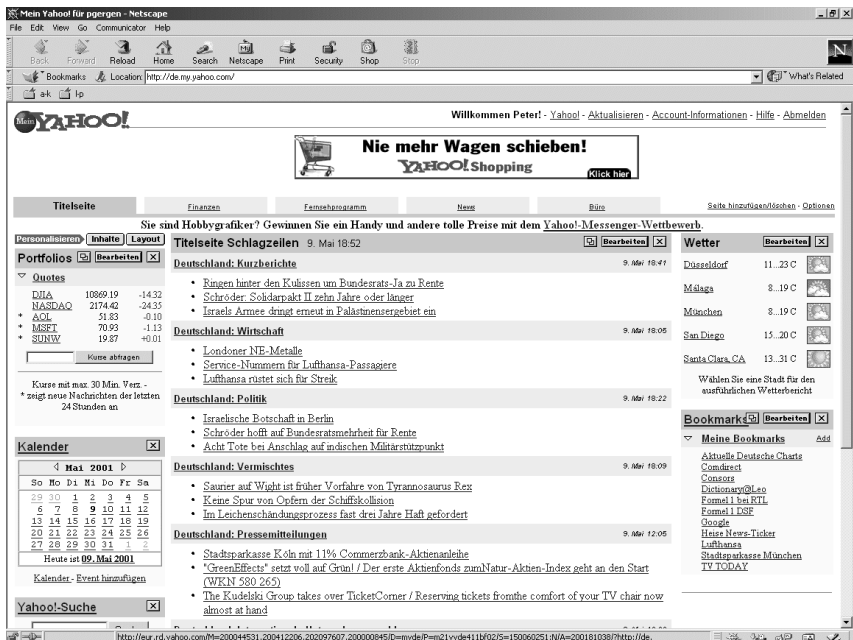 Mein Yahoo! für pgergen - Netscape
File Edit View Go Communicator Help
Back Forward Reload Home Search Netscape Print Security Shop Stop
Bookmarks Location: http://de.my.yahoo.com/ What's Related
a-k l-p
Mein YAHOO!
Willkommen Peter! - Yahoo! - Aktualisieren - Account-Informationen - Hilfe - Abmelden
Nie mehr Wagen schieben!
YAHOO! Shopping
Klick hier
Titelseite Finanzen Fernsehprogramm News Büro Seite hinzufügen/löschen - Optionen
Sie sind Hobbygrafiker? Gewinnen Sie ein Handy und andere tolle Preise mit dem Yahoo!-Messenger-Wettbewerb.
Personalisieren Inhalte Layout
Portfolios Bearbeiten X
Quotes
DJIA 10869.19 -14.32
NASDAQ 2174.42 -24.35
* AOL 51.83 -0.10
* MSFT 70.93 -1.13
* SUNW 19.87 +0.01
Kurse abfragen
Kurse mit max. 30 Min. Verz. -
* zeigt neue Nachrichten der letzten
24 Stunden an
Kalender X
Mai 2001
So Mo Di Mi Do Fr Sa
29 30 1 2 3 4 5
6 7 8 9 10 11 12
13 14 15 16 17 18 19
20 21 22 23 24 25 26
27 28 29 30 31 1 2
Heute ist 09. Mai 2001
Kalender - Event hinzufügen
Yahoo!-Suche X
Titelseite Schlagzeilen 9. Mai 18:52 Bearbeiten X
Deutschland: Kurzberichte 9. Mai 18:41
• Ringen hinter den Kulissen um Bundesrats-Ja zu Rente
• Schröder: Solidarpakt II zehn Jahre oder länger
• Israels Armee dringt erneut in Palästinensergebiet ein
Deutschland: Wirtschaft 9. Mai 18:05
• Londoner NE-Metalle
• Service-Nummern für Lufthansa-Passagiere
• Lufthansa rüstet sich für Streik
Deutschland: Politik 9. Mai 18:22
• Israelische Botschaft in Berlin
• Schröder hofft auf Bundesratsmehrheit für Rente
• Acht Tote bei Anschlag auf indischen Militärstützpunkt
Deutschland: Vermischtes 9. Mai 18:09
• Saurier auf Wight ist früher Vorfahre von Tyrannosaurus Rex
• Keine Spur von Opfern der Schiffskollision
• Im Leichenschändungsprozess fast drei Jahre Haft gefordert
Deutschland: Pressemitteilungen 9. Mai 12:05
• Stadtsparkasse Köln mit 11% Commerzbank-Aktienanleihe
• "GreenEffects" setzt voll auf Grün! / Der erste Aktienfonds zumNatur-Aktien-Index geht an den Start
(WKN 580 265)
• The Kudelski Group takes over TicketCorner / Reserving tickets fromthe comfort of your TV chair now
almost at hand
Wetter Bearbeiten X
Düsseldorf 11...23 C
Málaga 8...19 C
München 8...19 C
San Diego 15...20 C
Santa Clara, CA 13...31 C
Wählen Sie eine Stadt für den
ausführlichen Wetterbericht
Bookmarks Bearbeiten X
Meine Bookmarks Add
Aktuelle Deutsche Charts
Comdirect
Consors
Dictionary@Leo
Formel 1 bei RTL
Formel 1 DSF
Google
Heise News-Ticker
Lufthansa
Stadtsparkasse München
TV TODAY